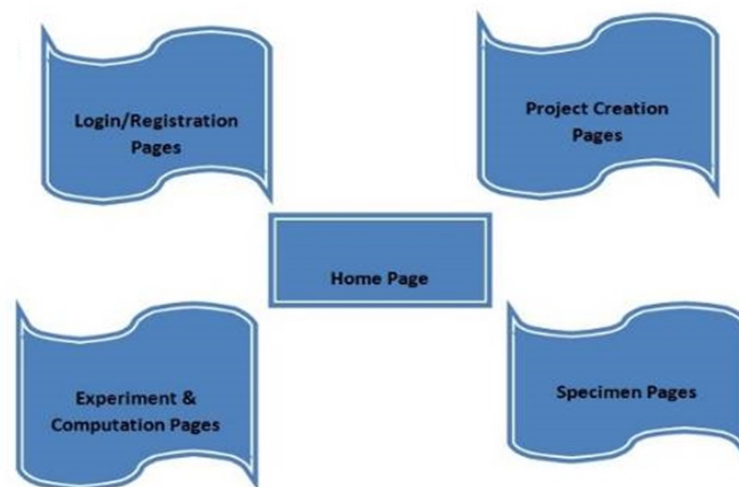 Login/Registration
Pages
Project Creation
Pages
Home Page
Experiment &
Computation Pages
Specimen Pages